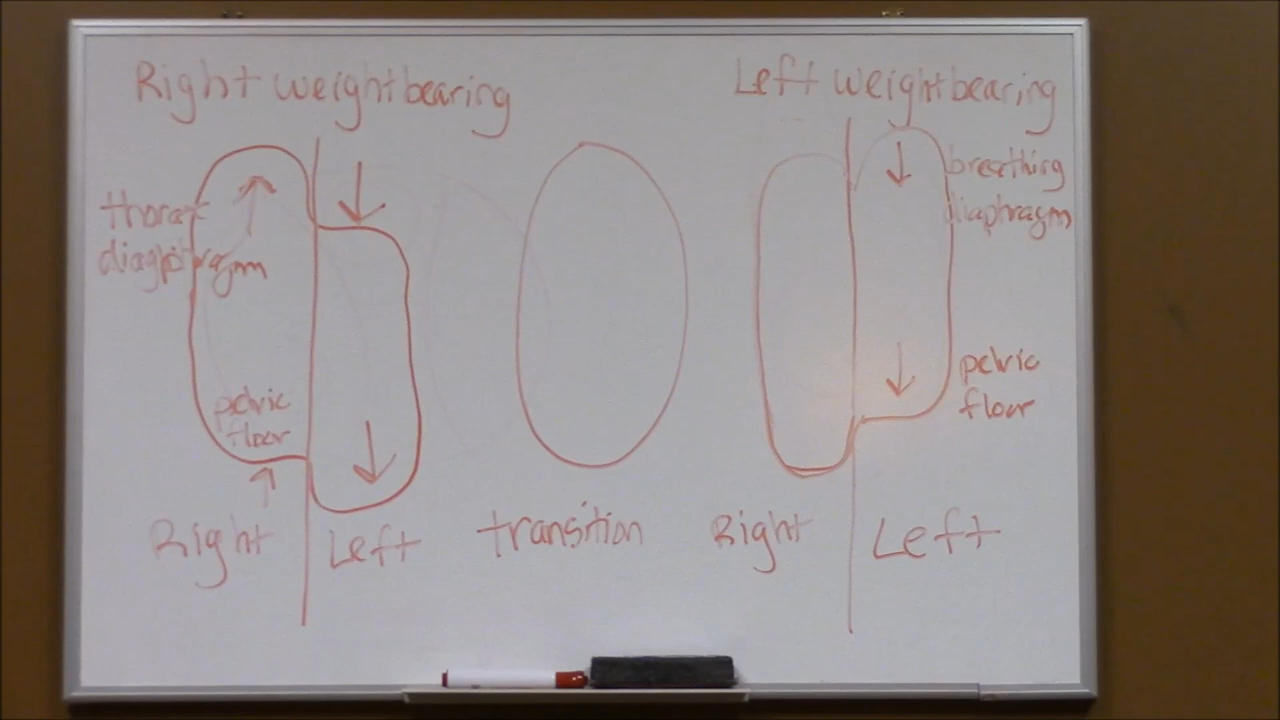 Right weightbearing
thorax
diaphragm
pelvic
floor
Right
Left
transition
Left weightbearing
breathing
diaphragm
pelvic
floor
Right
Left